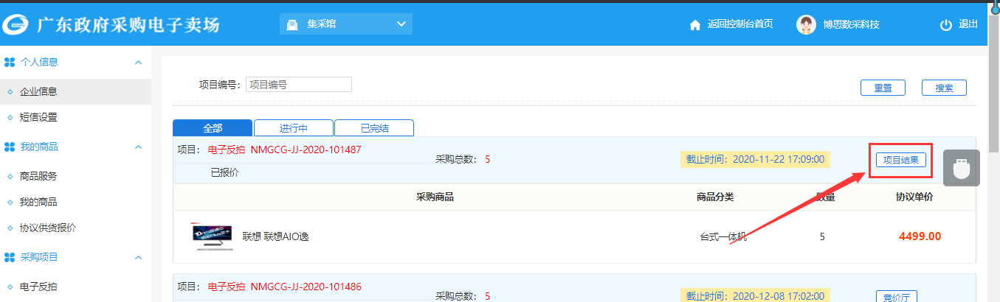 广东政府采购电子卖场
集采馆
返回控制台首页
博思数采科技
退出
个人信息
企业信息
短信设置
我的商品
商品服务
我的商品
协议供货报价
采购项目
电子反拍
项目编号：
项目编号
重置
搜索
全部
进行中
已完结
项目： 电子反拍 NMGCG-JJ-2020-101487
已报价
采购总数： 5
截止时间：2020-11-22 17:09:00
项目结果
采购商品
商品分类
数量
协议单价
联想 联想AIO逸
台式一体机
5
4499.00
项目： 电子反拍 NMGCG-JJ-2020-101486
采购总数： 5
截止时间：2020-12-08 17:02:00
竞价厅